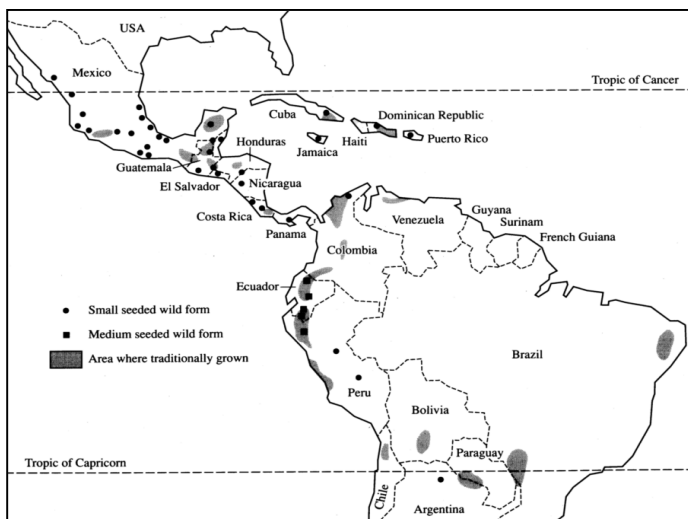 USA
Mexico
Tropic of Cancer
Cuba
Dominican Republic
Haiti
Puerto Rico
Jamaica
Honduras
Guatemala
El Salvador
Nicaragua
Costa Rica
Panama
Venezuela
Guyana
Surinam
French Guiana
Colombia
Ecuador
Small seeded wild form
Medium seeded wild form
Area where traditionally grown
Brazil
Peru
Bolivia
Paraguay
Tropic of Capricorn
Chile
Argentina